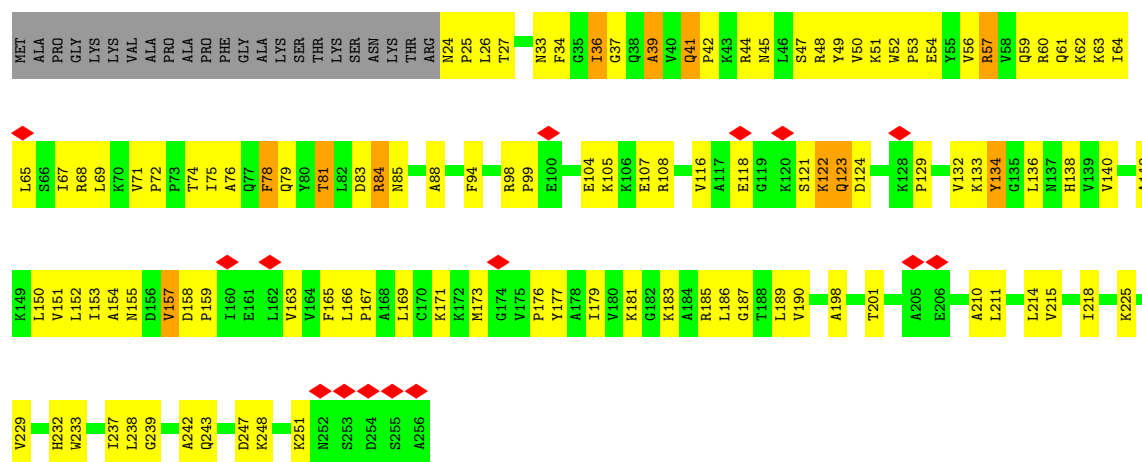 MET ALA PRO GLY LYS LYS VAL ALA PRO ALA PRO PHE GLY ALA LYS SER THR LYS SER ASN LYS THR ARG N24 P25 L26 T27 N33 F34 G35 I36 G37 Q38 A39 V40 Q41 P42 K43 R44 N45 L46 S47 R48 Y49 V50 K51 W52 P53 E54 Y55 V56 R57 V58 Q59 R60 Q61 K62 K63 I64
L65 S66 I67 R68 L69 K70 V71 P72 P73 T74 I75 A76 Q77 F78 Q79 Y80 T81 L82 D83 R84 N85 A88 F94 R98 P99 E100 E104 K105 K106 E107 R108 V116 A117 E118 G119 K120 S121 K122 Q123 D124 K128 P129 V132 K133 Y134 G135 L136 N137 H138 V139 V140
K149 L150 V151 L152 I153 A154 N155 D156 V157 D158 P159 I160 E161 L162 V163 V164 F165 L166 P167 A168 L169 C170 K171 K172 M173 G174 V175 P176 Y177 A178 I179 V180 K181 G182 K183 A184 R185 L186 G187 T188 L189 V190 A198 T201 A205 E206 A210 L211 L214 V215 I218 K225
V229 H232 W233 I237 L238 G239 A242 Q243 D247 K248 K251 N252 S253 D254 S255 A256